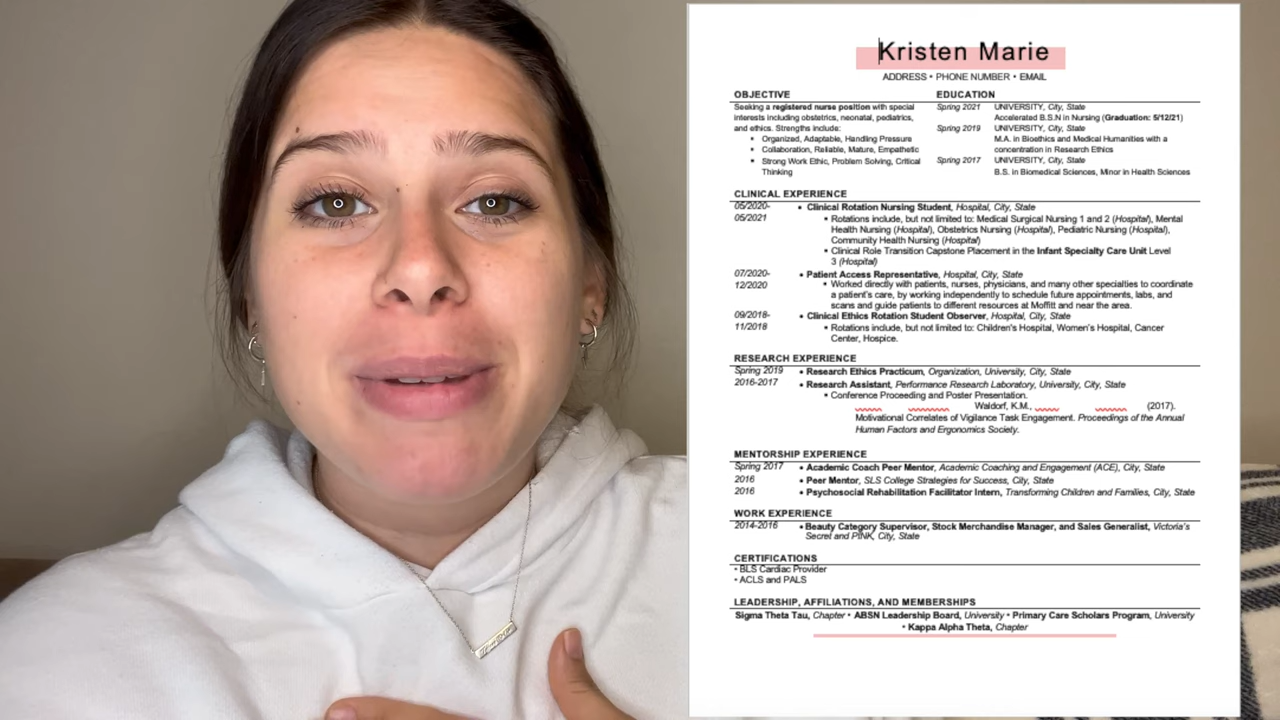 Kristen Marie
ADDRESS • PHONE NUMBER • EMAIL
OBJECTIVE
Seeking a registered nurse position with special
interests including obstetrics, neonatal, pediatrics,
and ethics. Strengths include:
▪ Organized, Adaptable, Handling Pressure
▪ Collaboration, Reliable, Mature, Empathetic
▪ Strong Work Ethic, Problem Solving, Critical
Thinking
EDUCATION
Spring 2021 UNIVERSITY, City, State
Accelerated B.S.N in Nursing (Graduation: 5/12/21)
Spring 2019 UNIVERSITY, City, State
M.A. in Bioethics and Medical Humanities with a
concentration in Research Ethics
Spring 2017 UNIVERSITY, City, State
B.S. in Biomedical Sciences, Minor in Health Sciences
CLINICAL EXPERIENCE
05/2020-
05/2021
• Clinical Rotation Nursing Student, Hospital, City, State
▪ Rotations include, but not limited to: Medical Surgical Nursing 1 and 2 (Hospital), Mental
Health Nursing (Hospital), Obstetrics Nursing (Hospital), Pediatric Nursing (Hospital),
Community Health Nursing (Hospital)
▪ Clinical Role Transition Capstone Placement in the Infant Specialty Care Unit Level
3 (Hospital)
07/2020-
12/2020
• Patient Access Representative, Hospital, City, State
▪ Worked directly with patients, nurses, physicians, and many other specialties to coordinate
a patient's care, by working independently to schedule future appointments, labs, and
scans and guide patients to different resources at Moffitt and near the area.
09/2018-
11/2018
• Clinical Ethics Rotation Student Observer, Hospital, City, State
▪ Rotations include, but not limited to: Children's Hospital, Women's Hospital, Cancer
Center, Hospice.
RESEARCH EXPERIENCE
Spring 2019 • Research Ethics Practicum, Organization, University, City, State
2016-2017 • Research Assistant, Performance Research Laboratory, University, City, State
▪ Conference Proceeding and Poster Presentation.
Waldorf, K.M., (2017).
Motivational Correlates of Vigilance Task Engagement. Proceedings of the Annual
Human Factors and Ergonomics Society.
MENTORSHIP EXPERIENCE
Spring 2017 • Academic Coach Peer Mentor, Academic Coaching and Engagement (ACE), City, State
2016 • Peer Mentor, SLS College Strategies for Success, City, State
2016 • Psychosocial Rehabilitation Facilitator Intern, Transforming Children and Families, City, State
WORK EXPERIENCE
2014-2016 • Beauty Category Supervisor, Stock Merchandise Manager, and Sales Generalist, Victoria's
Secret and PINK, City, State
CERTIFICATIONS
• BLS Cardiac Provider
• ACLS and PALS
LEADERSHIP, AFFILIATIONS, AND MEMBERSHIPS
Sigma Theta Tau, Chapter • ABSN Leadership Board, University • Primary Care Scholars Program, University
• Kappa Alpha Theta, Chapter